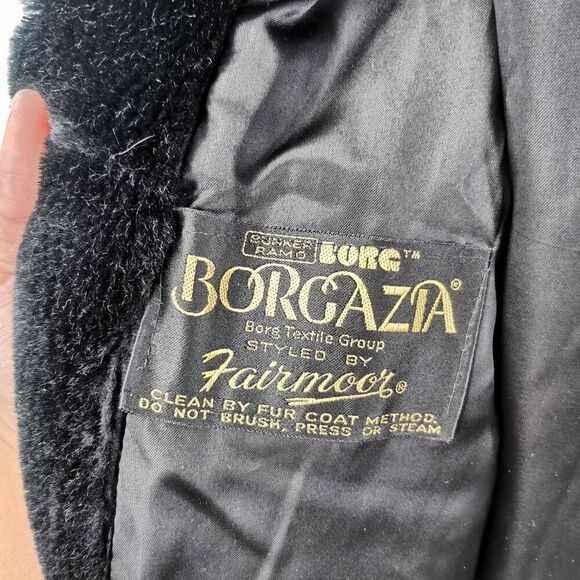 BUNKER RAMO BORG™
BORGAZIA®
Borg Textile Group
STYLED BY
Fairmoor®
CLEAN BY FUR COAT METHOD.
DO NOT BRUSH, PRESS OR STEAM